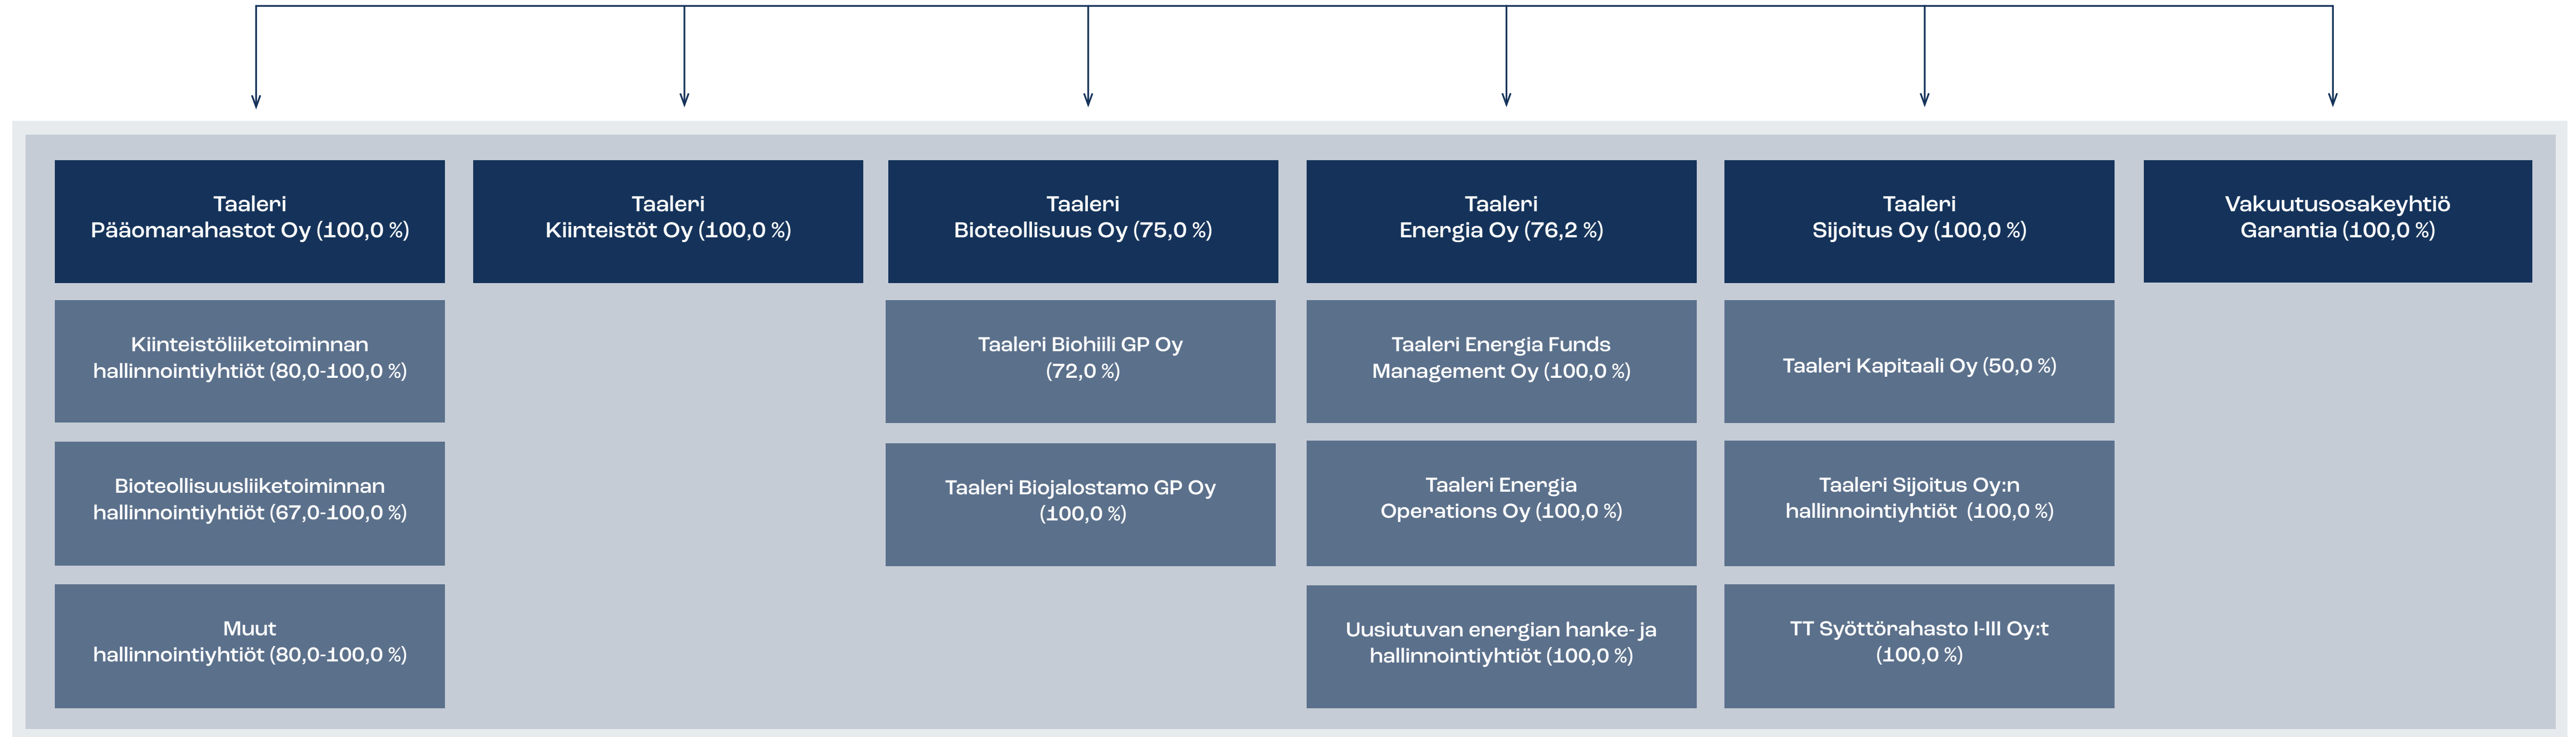 Taaleri
Pääomarahastot Oy (100,0 %)
Taaleri
Kiinteistöt Oy (100,0 %)
Taaleri
Bioteollisuus Oy (75,0 %)
Taaleri
Energia Oy (76,2 %)
Taaleri
Sijoitus Oy (100,0 %)
Vakuutusosakeyhtiö
Garantia (100,0 %)
Kiinteistöliiketoiminnan
hallinnointiyhtiöt (80,0-100,0 %)
Taaleri Biohiili GP Oy
(72,0 %)
Taaleri Energia Funds
Management Oy (100,0 %)
Taaleri Kapitaali Oy (50,0 %)
Bioteollisuusliiketoiminnan
hallinnointiyhtiöt (67,0-100,0 %)
Taaleri Biojalostamo GP Oy
(100,0 %)
Taaleri Energia
Operations Oy (100,0 %)
Taaleri Sijoitus Oy:n
hallinnointiyhtiöt (100,0 %)
Muut
hallinnointiyhtiöt (80,0-100,0 %)
Uusiutuvan energian hanke- ja
hallinnointiyhtiöt (100,0 %)
TT Syöttörahasto I-III Oy:t
(100,0 %)